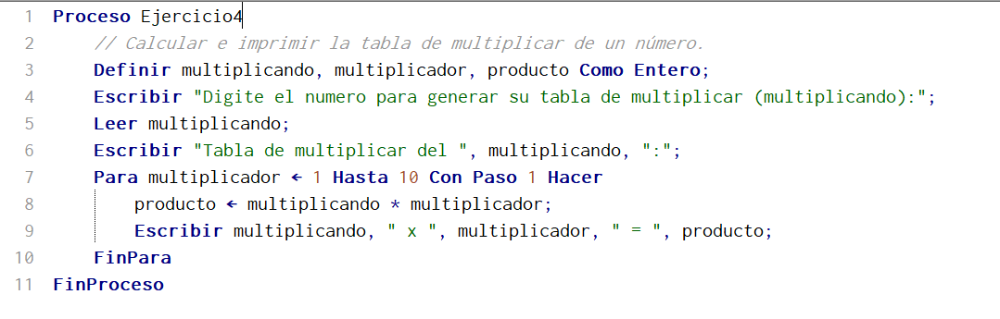 1 Proceso Ejercicio4
2 // Calcular e imprimir la tabla de multiplicar de un número.
3 Definir multiplicando, multiplicador, producto Como Entero;
4 Escribir "Digite el numero para generar su tabla de multiplicar (multiplicando):";
5 Leer multiplicando;
6 Escribir "Tabla de multiplicar del ", multiplicando, ":";
7 Para multiplicador ← 1 Hasta 10 Con Paso 1 Hacer
8 producto ← multiplicando * multiplicador;
9 Escribir multiplicando, " x ", multiplicador, " = ", producto;
10 FinPara
11 FinProceso